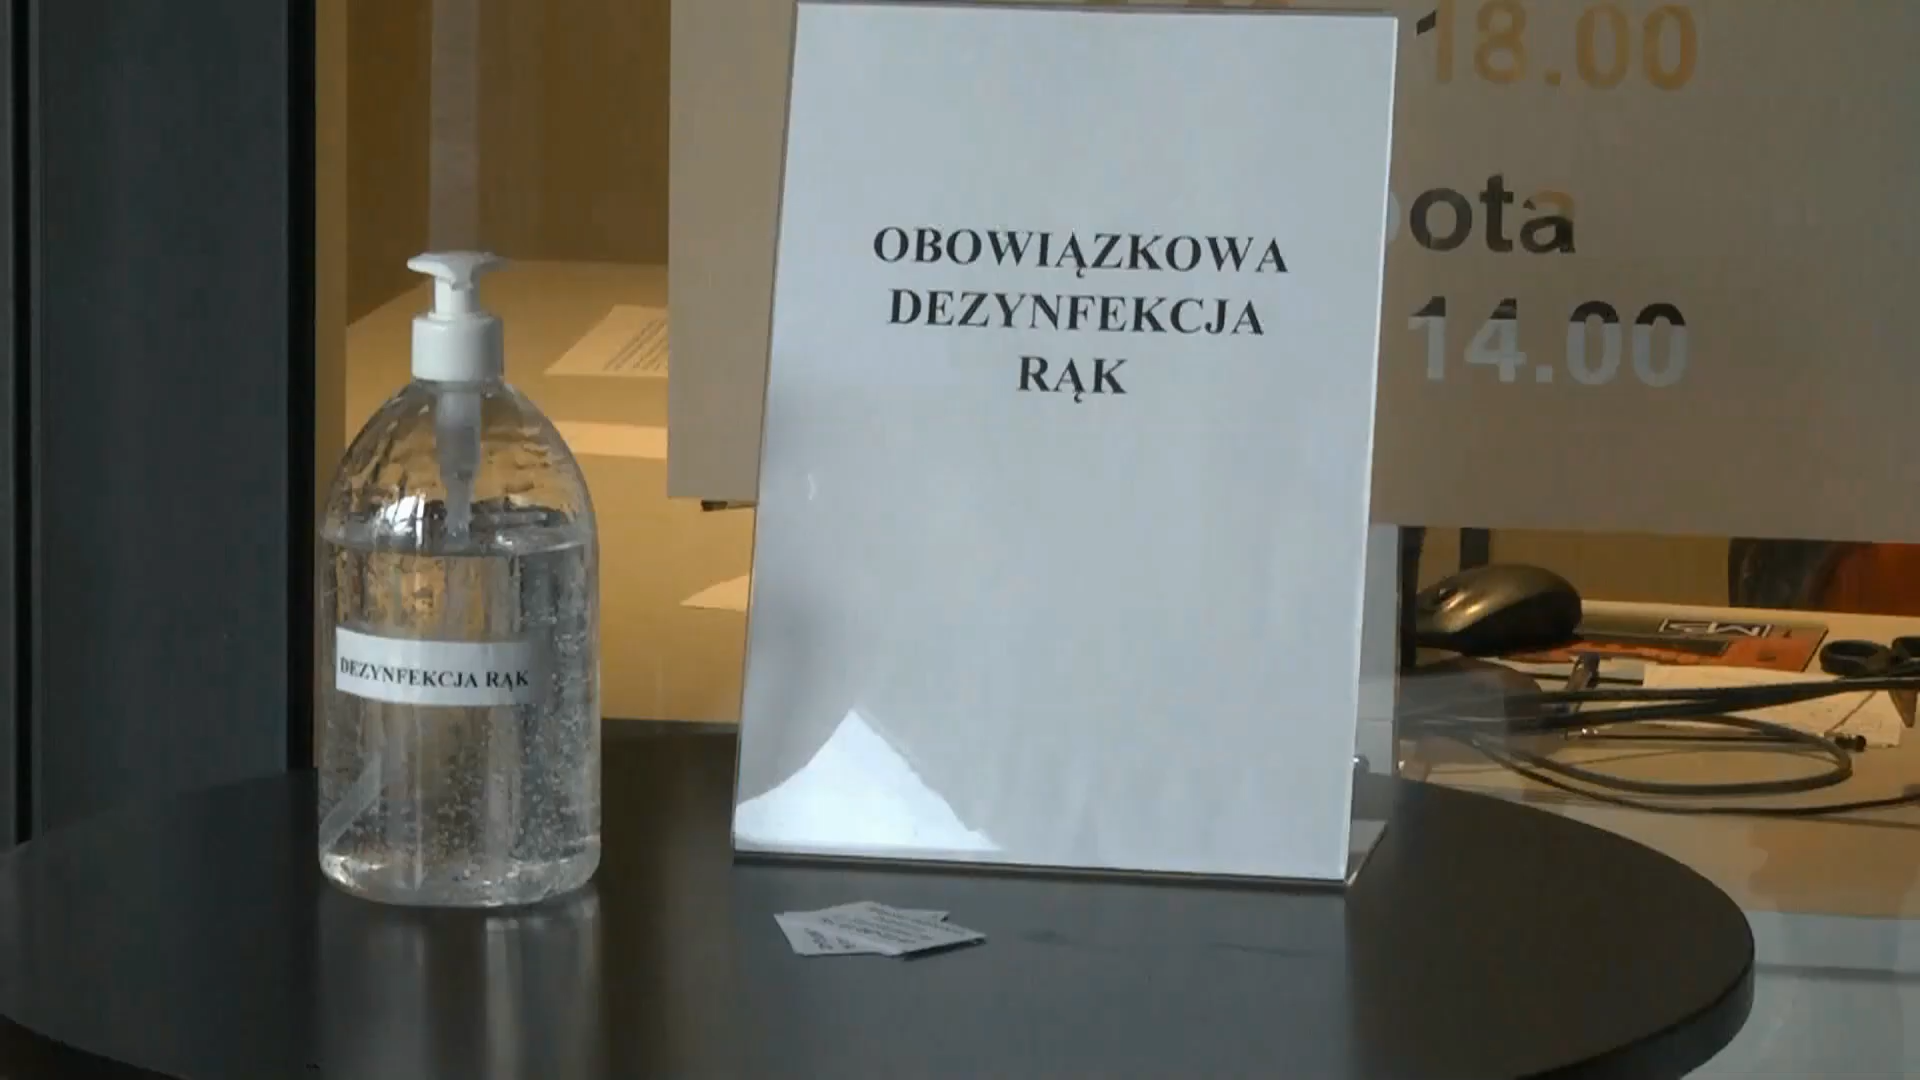 18.00
OBOWIĄZKOWA
DEZYNFEKCJA
RĄK
ota
14.00
DEZYNFEKCJA RĄK